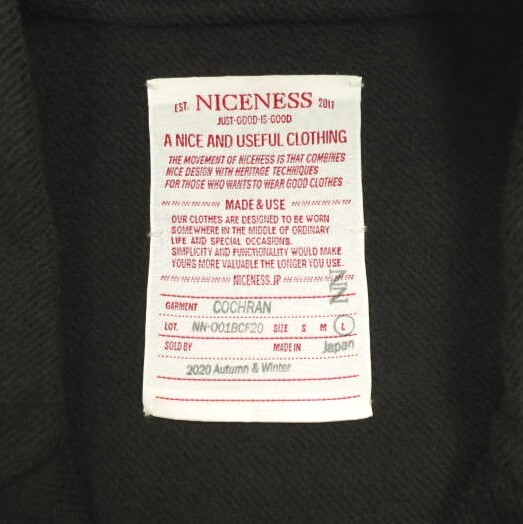 EST. NICENESS 2017
JUST·GOOD·IS·GOOD
A NICE AND USEFUL CLOTHING
THE MOVEMENT OF NICENESS IS THAT COMBINES
NICE DESIGN WITH HERITAGE TECHNIQUES
FOR THOSE WHO WANTS TO WEAR GOOD CLOTHES
MADE & USE
OUR CLOTHES ARE DESIGNED TO BE WORN
SOMEWHERE IN THE MIDDLE OF ORDINARY
LIFE AND SPECIAL OCCASIONS.
SIMPLICITY AND FUNCTIONALITY WOULD MAKE
YOURS MORE VALUABLE THE LONGER YOU USE.
NICENESS.JP
NN
GARMENT COCHRAN
LOT. NN-001BCF20 SIZE S M L
SOLD BY MADE IN Japan
2020 Autumn & Winter